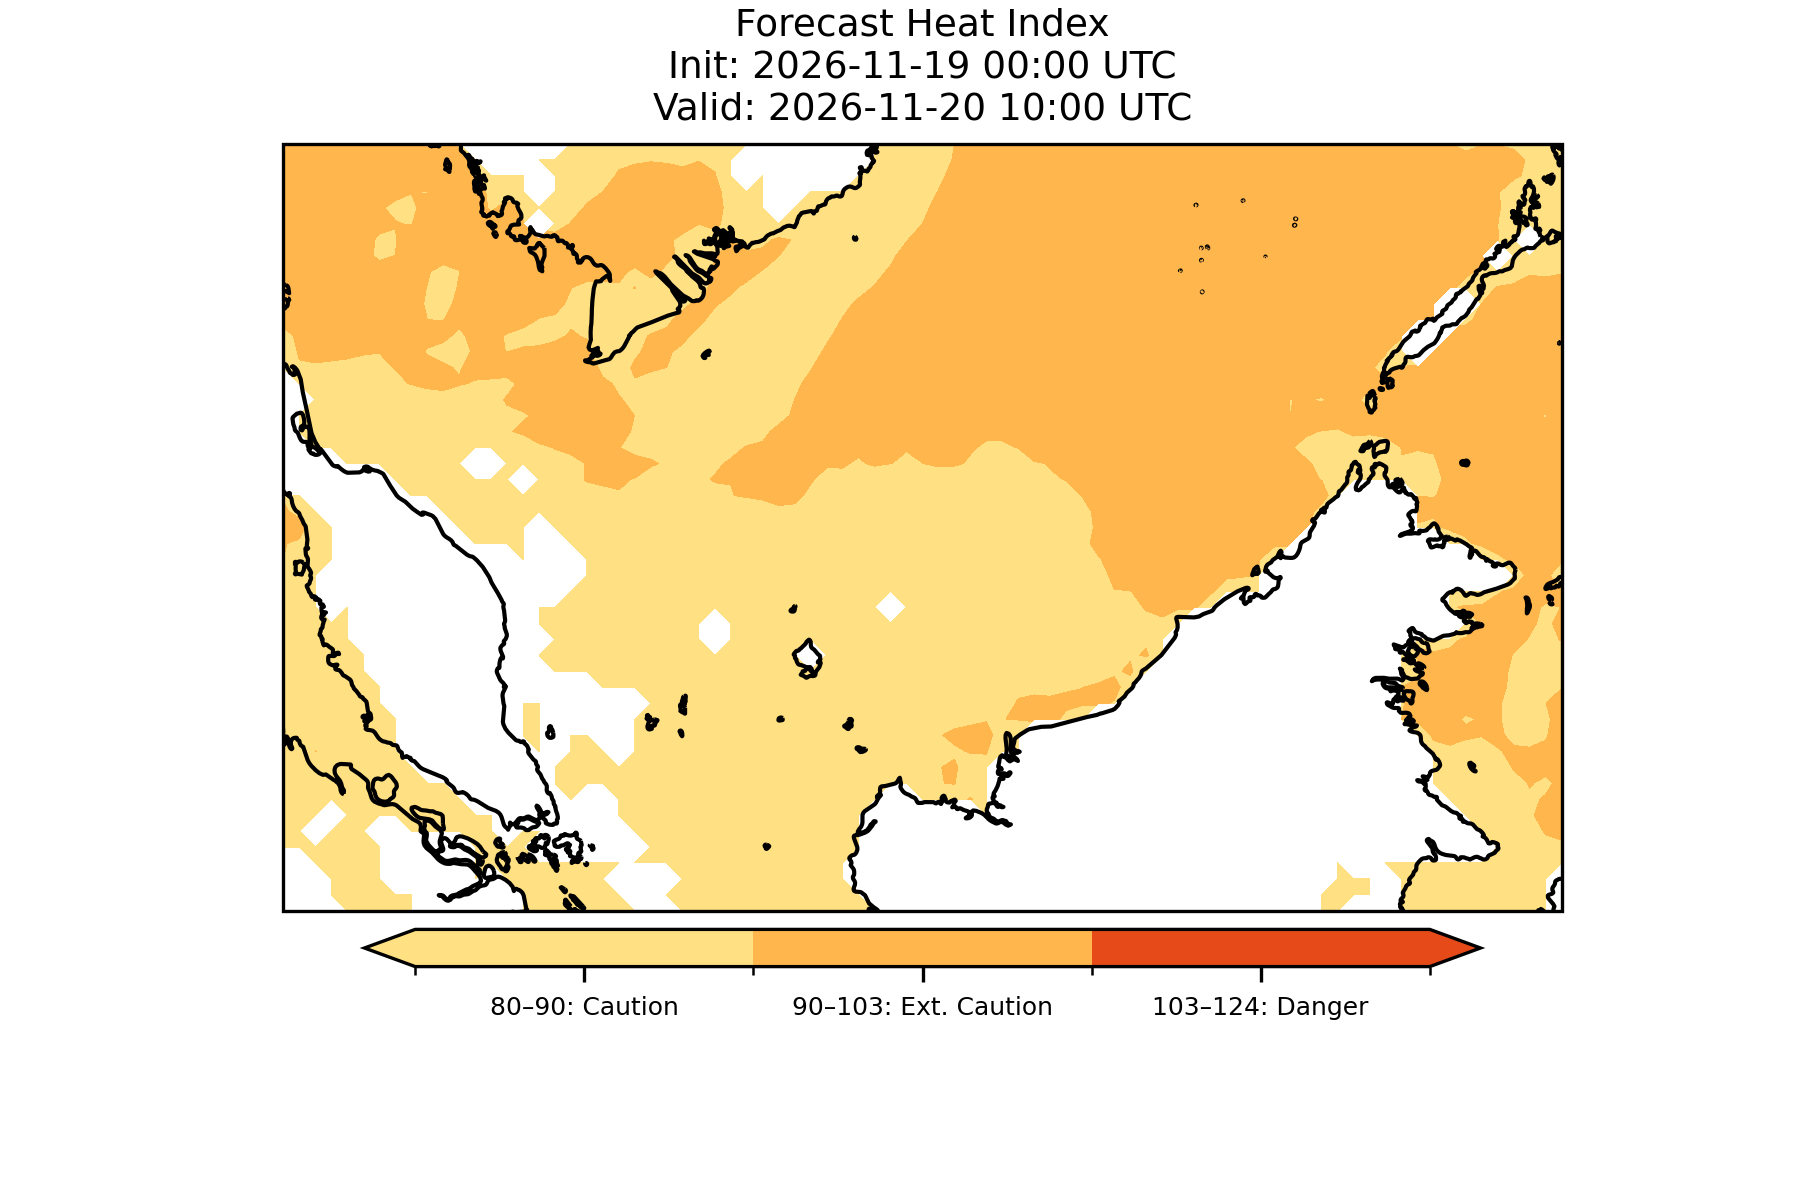 Forecast Heat Index
Init: 2026-11-19 00:00 UTC
Valid: 2026-11-20 10:00 UTC
80–90: Caution
90–103: Ext. Caution
103–124: Danger